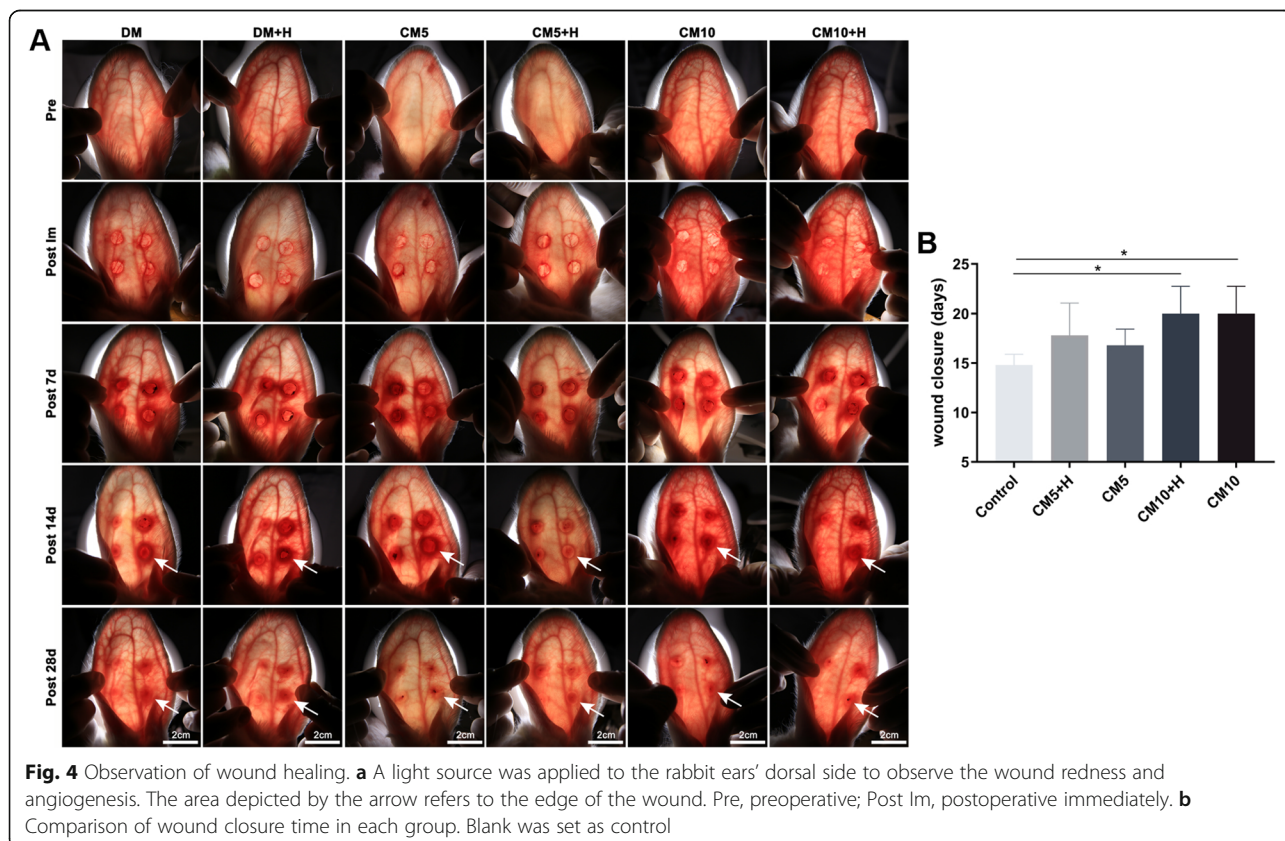 A
DM DM+H CM5 CM5+H CM10 CM10+H
Pre
Post Im
Post 7d
Post 14d
Post 28d
2cm 2cm 2cm 2cm 2cm 2cm
B
*
*
wound closure (days)
25
20
15
10
5
Control CM5+H CM5 CM10+H CM10
Fig. 4 Observation of wound healing. a A light source was applied to the rabbit ears’ dorsal side to observe the wound redness and
angiogenesis. The area depicted by the arrow refers to the edge of the wound. Pre, preoperative; Post Im, postoperative immediately. b
Comparison of wound closure time in each group. Blank was set as control